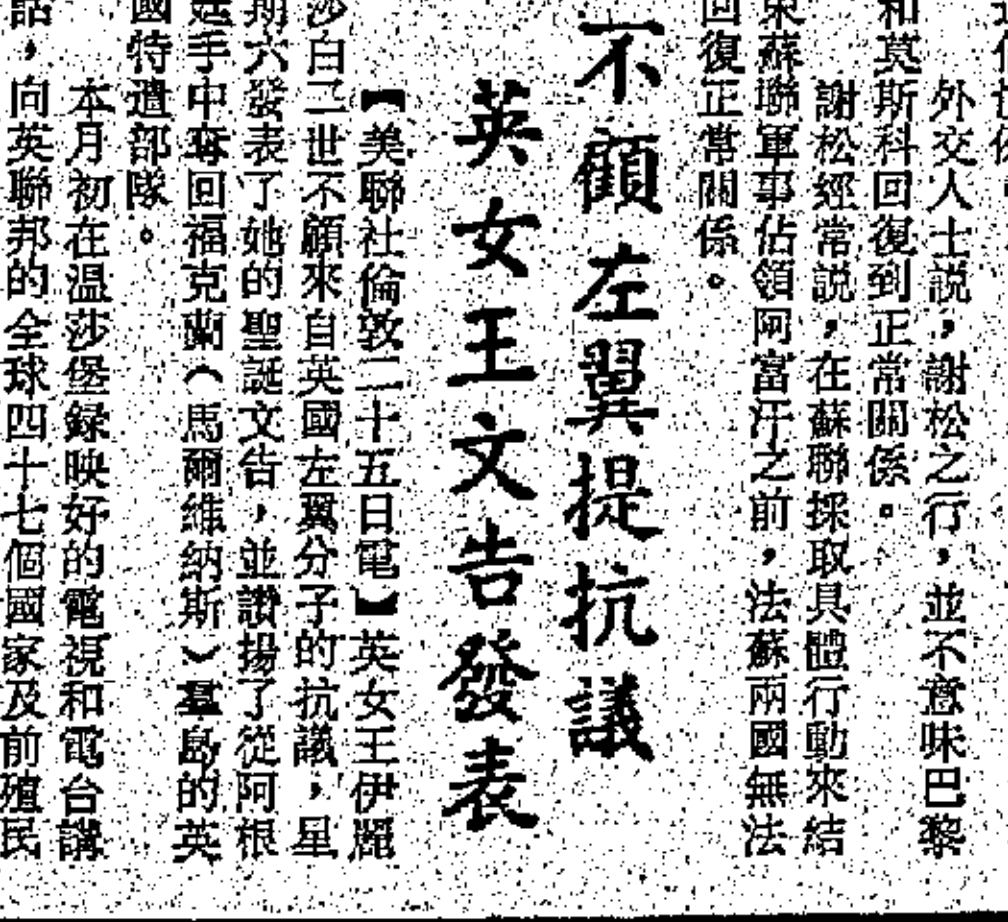 外交人士説，謝松之行，並不意味巴黎
和莫斯科回復到正常關係。
謝松經常説，在蘇聯採取具體行動來結
束蘇聯軍事佔領阿富汗之前，法蘇兩國無法
回復正常關係。
不顧左翼提抗議
英女王文告發表
【美聯社倫敦二十五日電】英女王伊麗
莎白二世不顧來自英國左翼分子的抗議，星
期六發表了她的聖誕文告，並讚揚了從阿根
廷手中奪回福克蘭（馬爾維納斯）羣島的英
國特遣部隊。
本月初在溫莎堡録映好的電視和電台講
話，向英聯邦的全球四十七個國家及前殖民